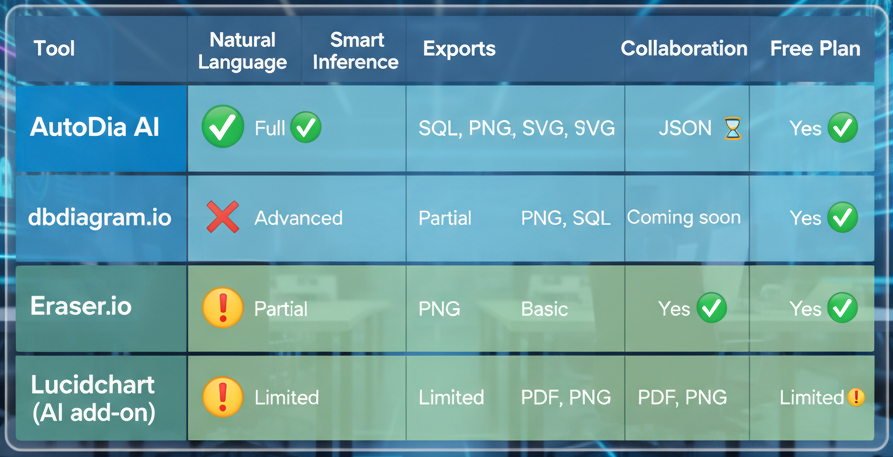 Tool Natural Language Smart Inference Exports Collaboration Free Plan
AutoDia AI Full SQL, PNG, SVG, SVG JSON Yes
dbdiagram.io Advanced Partial PNG, SQL Coming soon Yes
Eraser.io Partial PNG Basic Yes Yes
Lucidchart (AI add-on) Limited Limited PDF, PNG PDF, PNG Limited